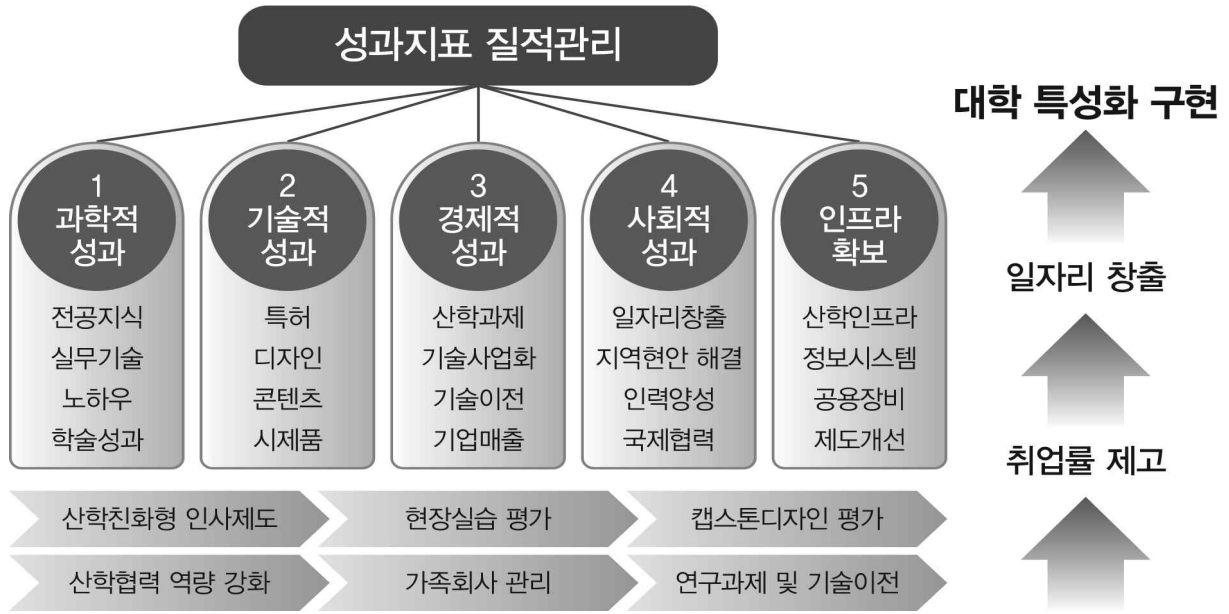 성과지표 질적관리
대학 특성화 구현
1
과학적
성과
전공지식
실무기술
노하우
학술성과
2
기술적
성과
특허
디자인
콘텐츠
시제품
3
경제적
성과
산학과제
기술사업화
기술이전
기업매출
4
사회적
성과
일자리창출
지역현안 해결
인력양성
국제협력
5
인프라
확보
산학인프라
정보시스템
공용장비
제도개선
일자리 창출
취업률 제고
산학친화형 인사제도
현장실습 평가
캡스톤디자인 평가
산학협력 역량 강화
가족회사 관리
연구과제 및 기술이전